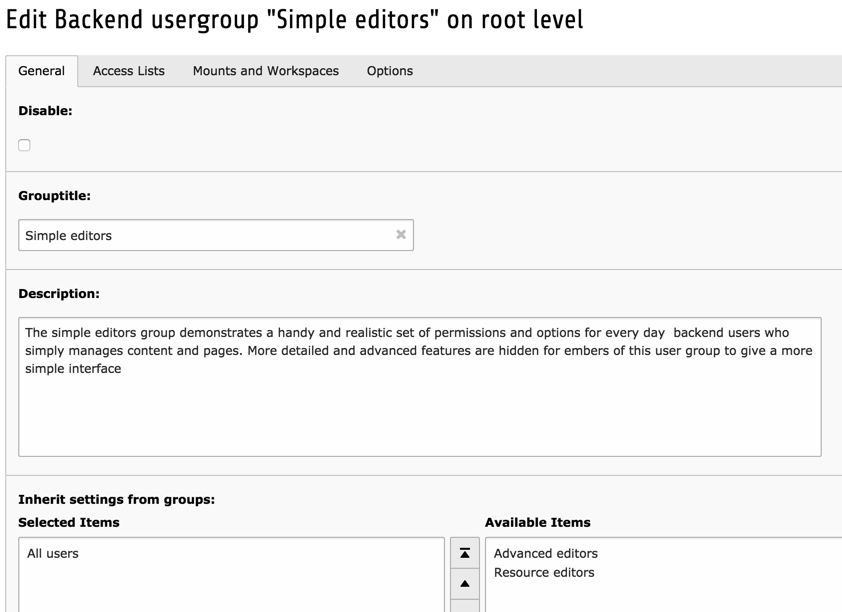 Edit Backend usergroup "Simple editors" on root level
General Access Lists Mounts and Workspaces Options
Disable:
Grouptitle:
Simple editors
Description:
The simple editors group demonstrates a handy and realistic set of permissions and options for every day  backend users who
simply manages content and pages. More detailed and advanced features are hidden for embers of this user group to give a more
simple interface
Inherit settings from groups:
Selected Items Available Items
All users Advanced editors
Resource editors